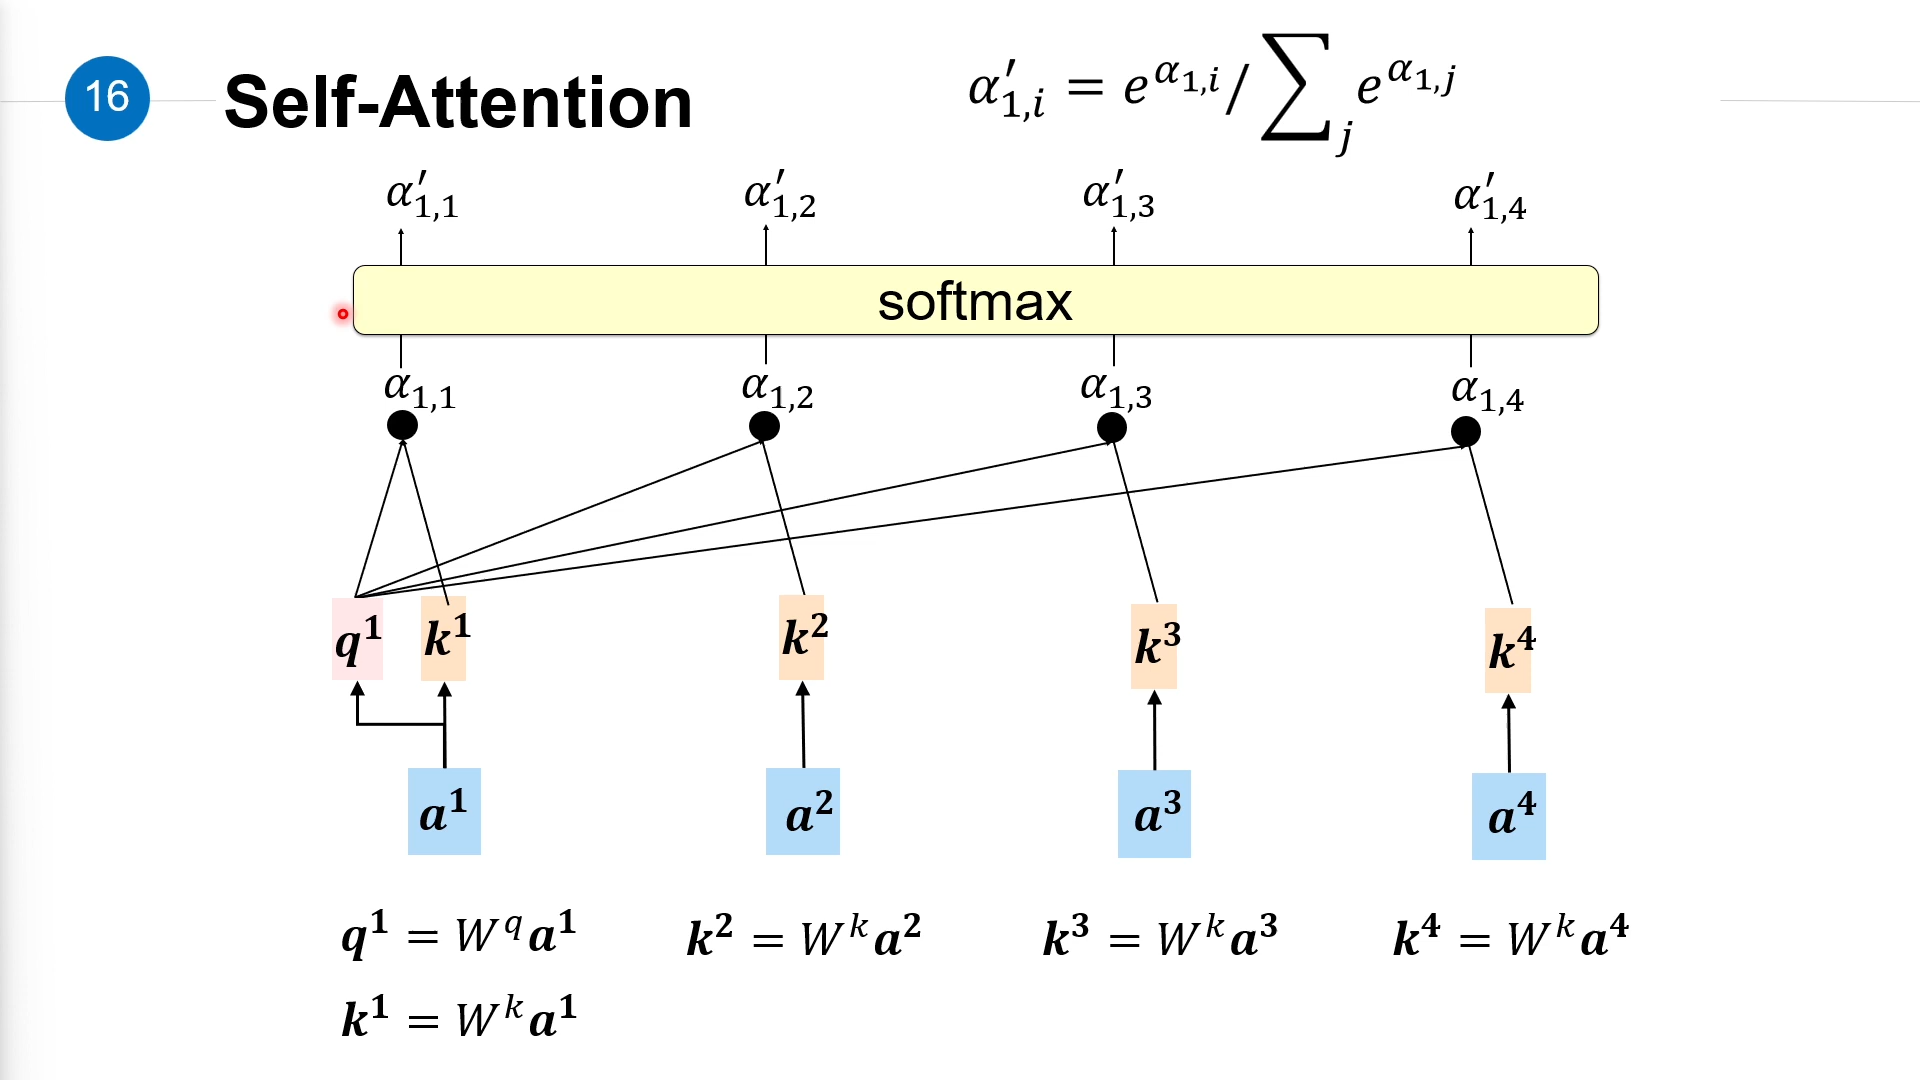 16
Self-Attention
α′₁,ᵢ = e^α₁,ᵢ / ∑ⱼ e^α₁,ⱼ
α′₁,₁ α′₁,₂ α′₁,₃ α′₁,₄
softmax
α₁,₁ α₁,₂ α₁,₃ α₁,₄
q¹ k¹ k² k³ k⁴
a¹ a² a³ a⁴
q¹ = W^q a¹ k² = W^k a² k³ = W^k a³ k⁴ = W^k a⁴
k¹ = W^k a¹